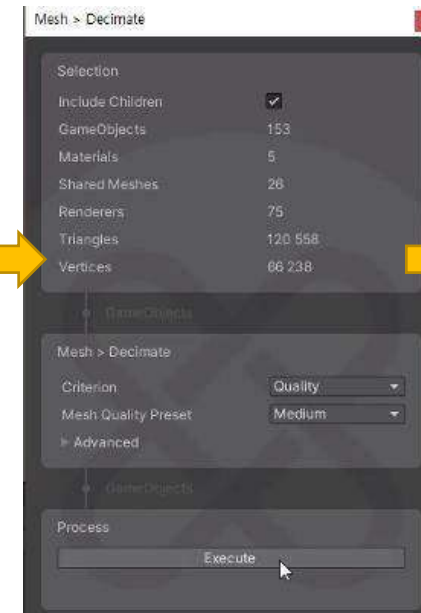 Mesh > Decimate
Selection
Include Children
GameObjects 153
Materials 5
Shared Meshes 26
Renderers 75
Triangles 120 558
Vertices 66 238
GameObjects
Mesh > Decimate
Criterion Quality
Mesh Quality Preset Medium
Advanced
GameObjects
Process
Execute